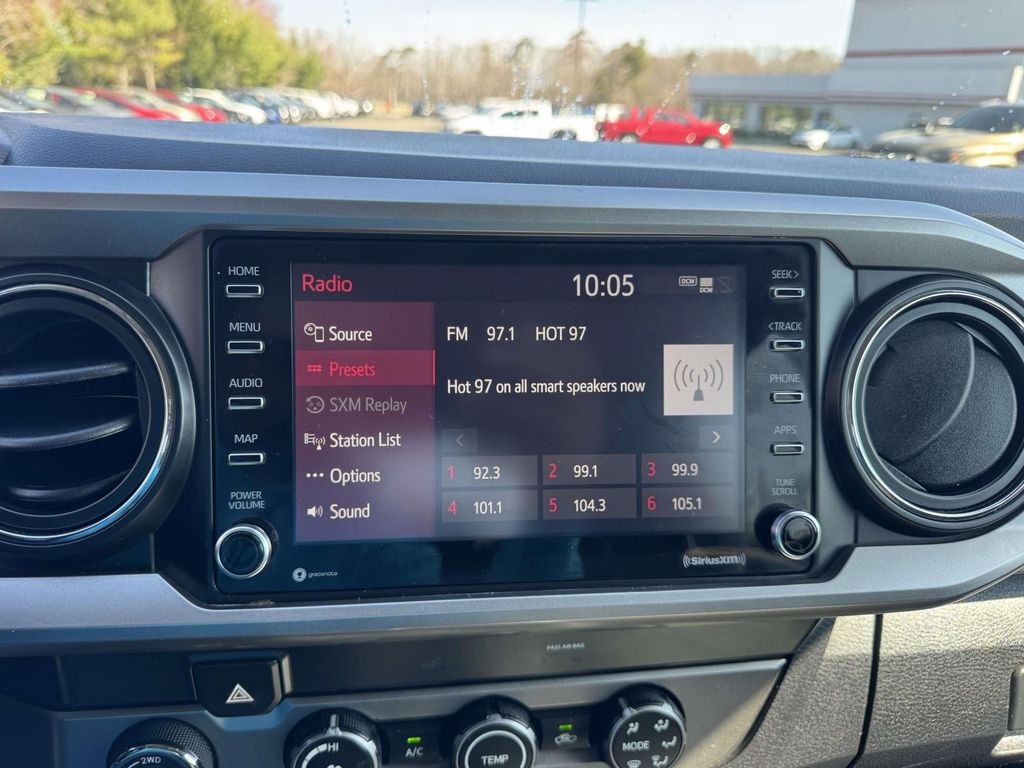 HOME
MENU
AUDIO
MAP
POWER
VOLUME
Radio
10:05
DCM
DCM
Source
Presets
SXM Replay
Station List
Options
Sound
FM 97.1 HOT 97
Hot 97 on all smart speakers now
1 92.3 2 99.1 3 99.9
4 101.1 5 104.3 6 105.1
SEEK >
< TRACK
PHONE
APPS
TUNE
SCROLL
gracenote
SiriusXM
PASS AIR BAG
2WD
HI
A/C
TEMP
MODE